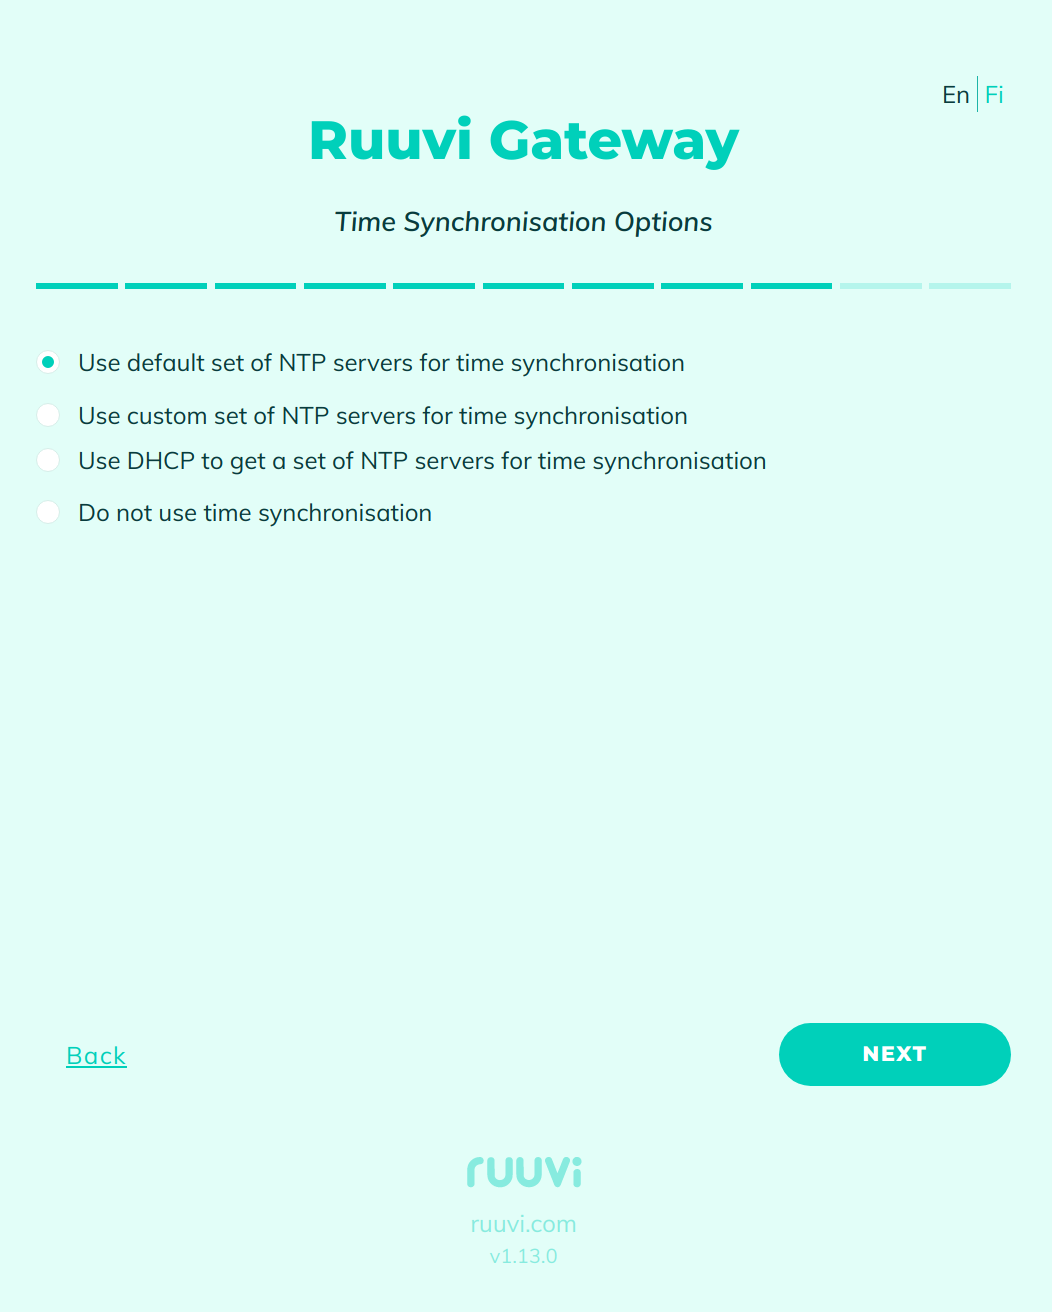 En Fi
Ruuvi Gateway
Time Synchronisation Options
Use default set of NTP servers for time synchronisation
Use custom set of NTP servers for time synchronisation
Use DHCP to get a set of NTP servers for time synchronisation
Do not use time synchronisation
Back
NEXT
ruuvi
ruuvi.com
v1.13.0